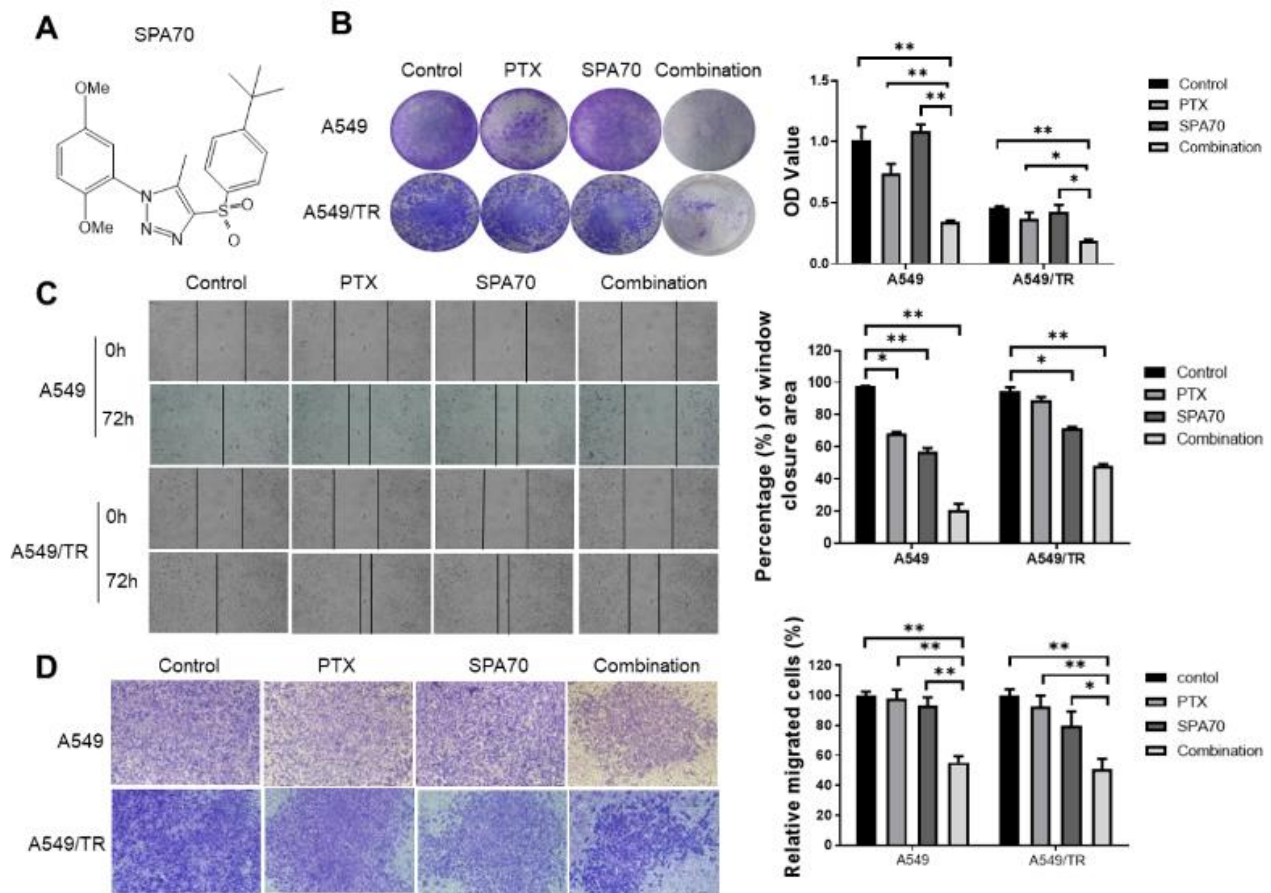 A
SPA70
OMe
OMe
N
N
N
S
O
O
B
Control PTX SPA70 Combination
A549
A549/TR
OD Value
1.5
1.0
0.5
0.0
** ** **
** * *
A549 A549/TR
Control
PTX
SPA70
Combination
C
Control PTX SPA70 Combination
A549
0h
72h
A549/TR
0h
72h
Percentage (%) of window
closure area
120
100
80
60
40
20
0
** ** *
** *
A549 A549/TR
Control
PTX
SPA70
Combination
D
Control PTX SPA70 Combination
A549
A549/TR
Relative migrated cells (%)
120
100
80
60
40
20
0
** ** **
** ** *
A549 A549/TR
contol
PTX
SPA70
Combination